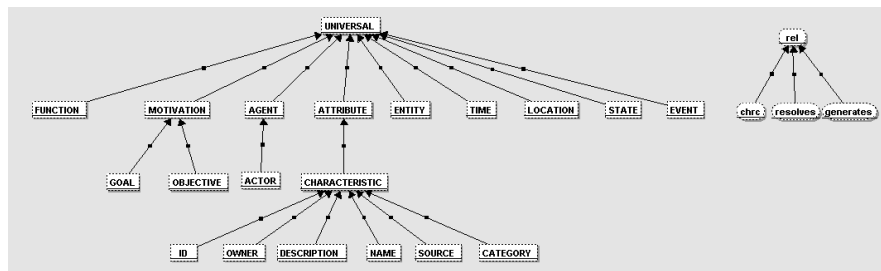 UNIVERSAL
rel
FUNCTION MOTIVATION AGENT ATTRIBUTE ENTITY TIME LOCATION STATE EVENT chrc resolves generates
GOAL OBJECTIVE ACTOR CHARACTERISTIC
ID OWNER DESCRIPTION NAME SOURCE CATEGORY